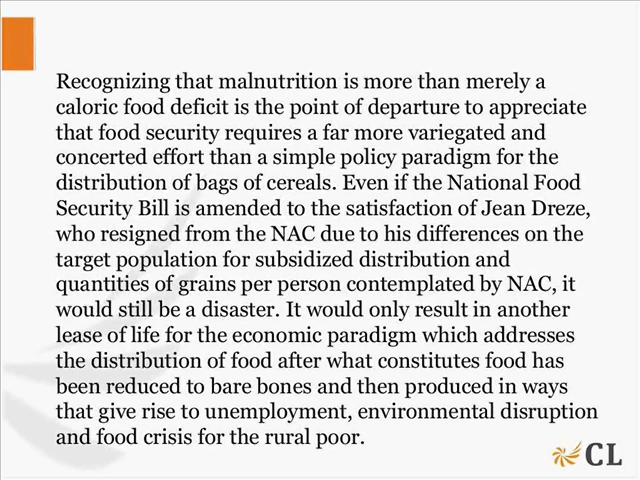 Recognizing that malnutrition is more than merely a
caloric food deficit is the point of departure to appreciate
that food security requires a far more variegated and
concerted effort than a simple policy paradigm for the
distribution of bags of cereals. Even if the National Food
Security Bill is amended to the satisfaction of Jean Dreze,
who resigned from the NAC due to his differences on the
target population for subsidized distribution and
quantities of grains per person contemplated by NAC, it
would still be a disaster. It would only result in another
lease of life for the economic paradigm which addresses
the distribution of food after what constitutes food has
been reduced to bare bones and then produced in ways
that give rise to unemployment, environmental disruption
and food crisis for the rural poor.
CL